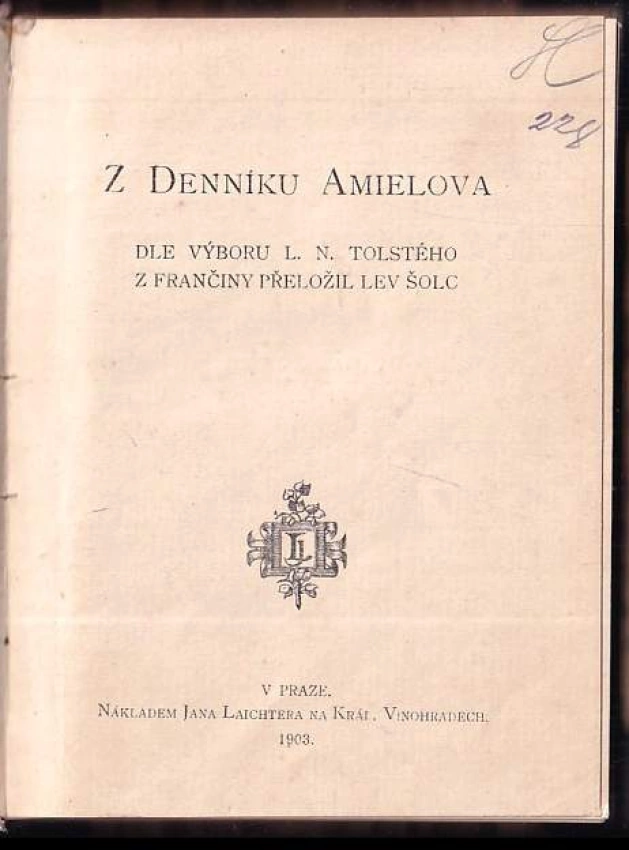 228
Z DENNÍKU AMIELOVA
DLE VÝBORU L. N. TOLSTÉHO
Z FRANČINY PŘELOŽIL LEV ŠOLC
V PRAZE.
NÁKLADEM JANA LAICHTERA NA KRÁL. VINOHRADECH.
1903.